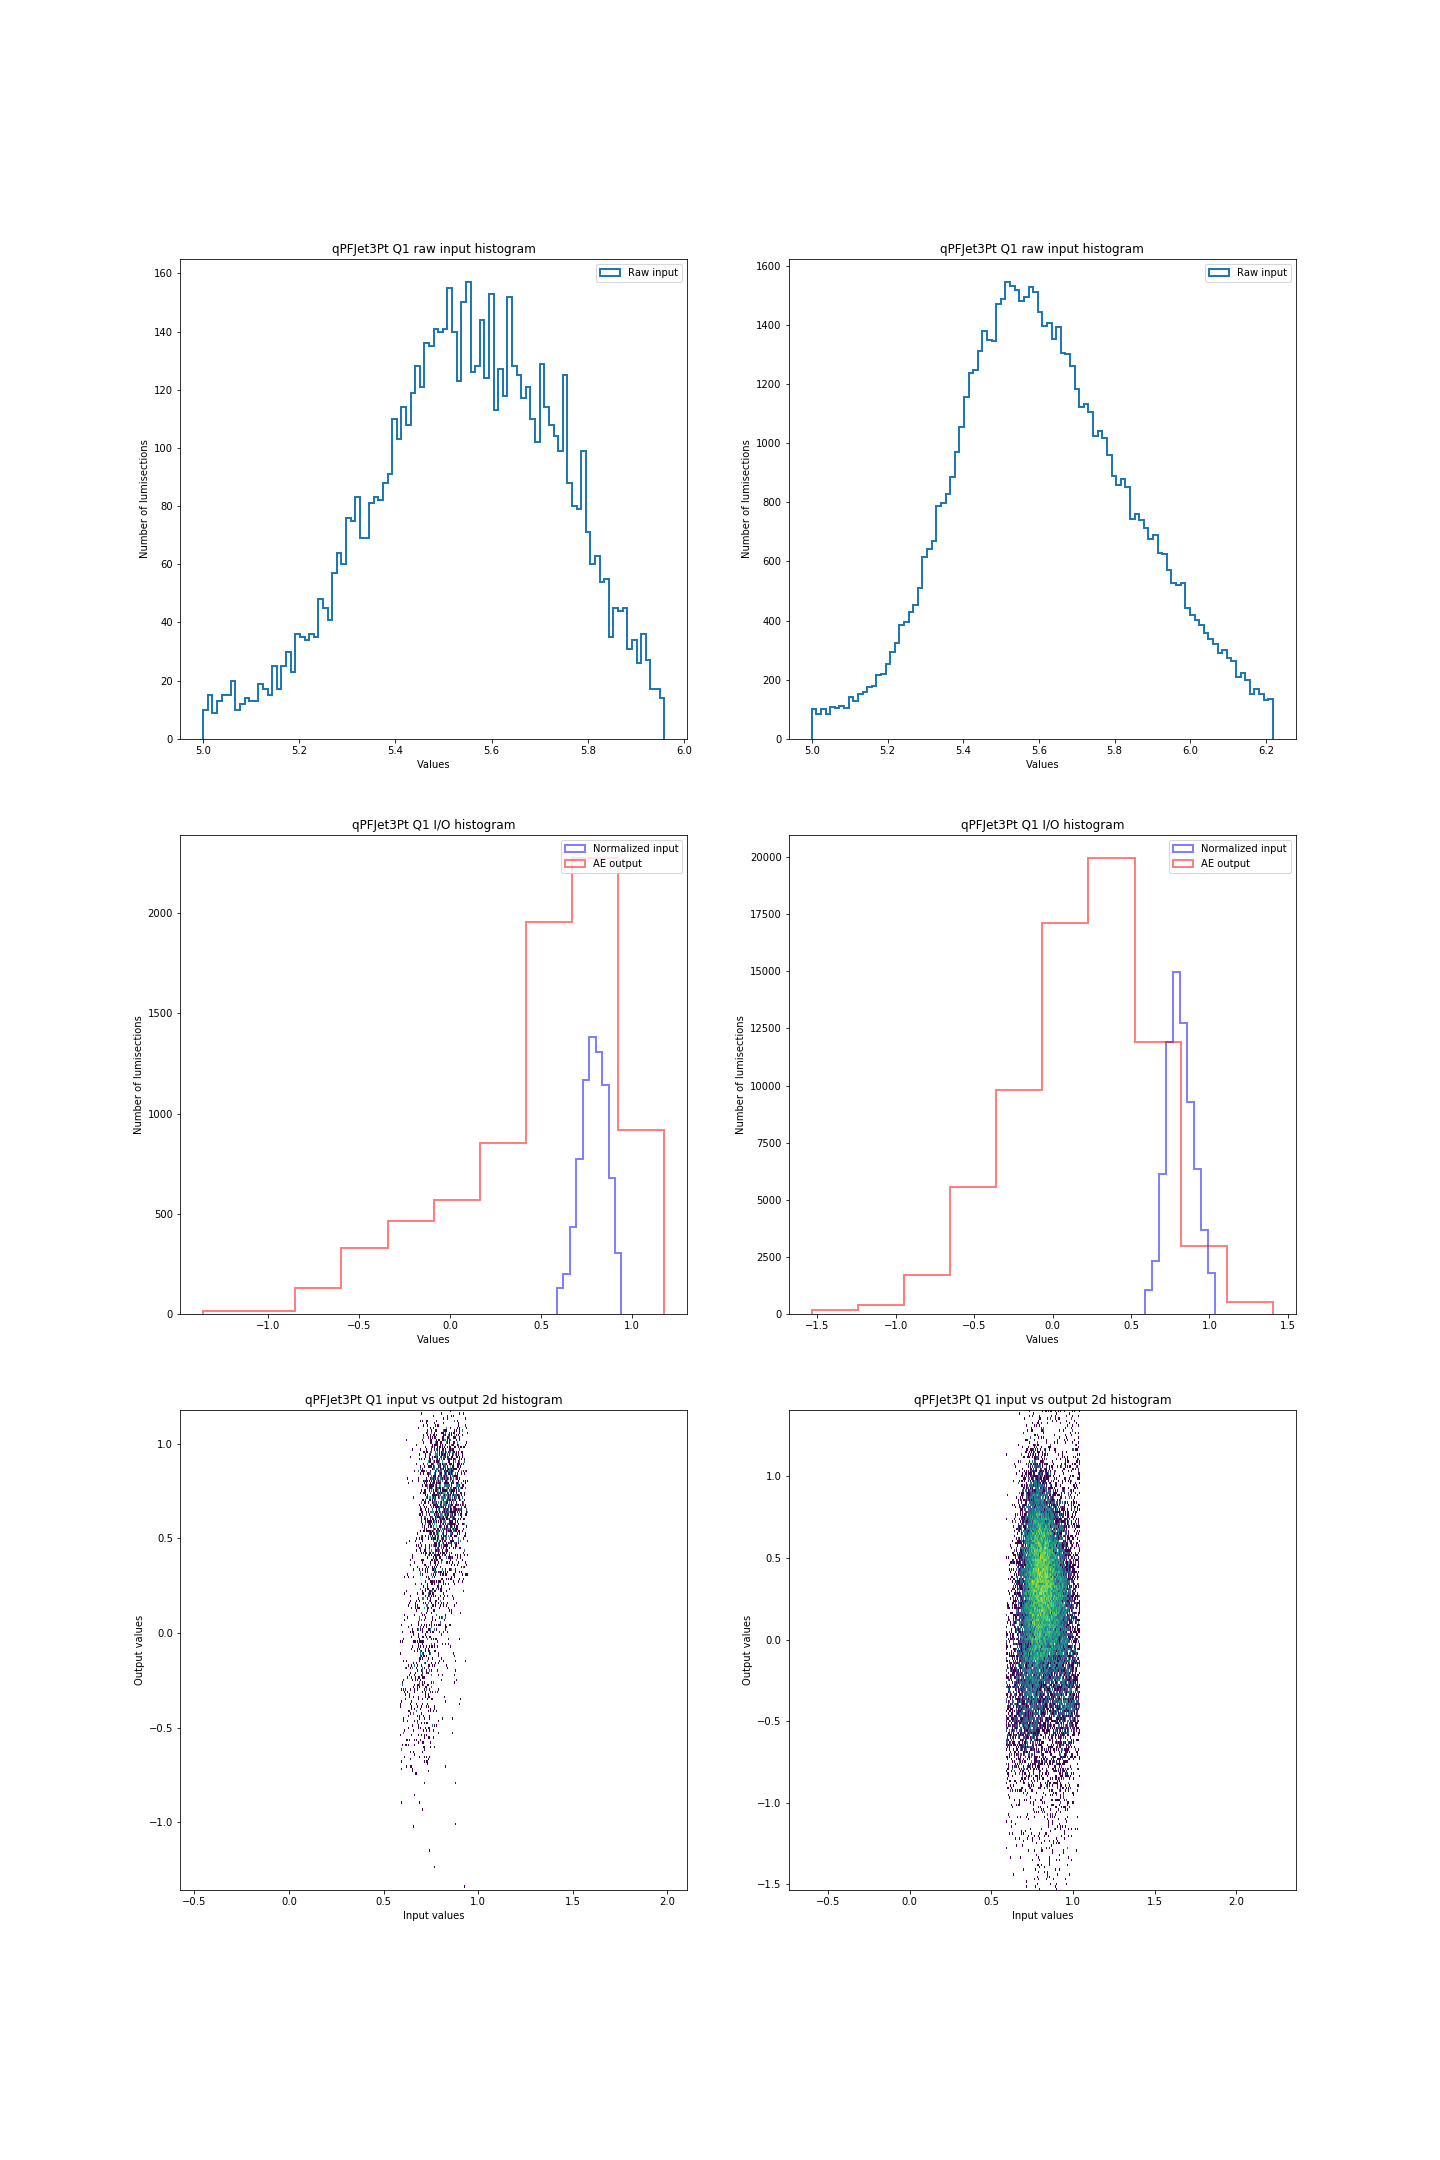 qPFJet3Pt Q1 raw input histogram
Raw input
160
140
120
100
80
60
40
20
0
Number of lumisections
5.0 5.2 5.4 5.6 5.8 6.0
Values
qPFJet3Pt Q1 raw input histogram
Raw input
1600
1400
1200
1000
800
600
400
200
0
Number of lumisections
5.0 5.2 5.4 5.6 5.8 6.0 6.2
Values
qPFJet3Pt Q1 I/O histogram
Normalized input
AE output
2000
1500
1000
500
0
Number of lumisections
−1.0 −0.5 0.0 0.5 1.0
Values
qPFJet3Pt Q1 I/O histogram
Normalized input
AE output
20000
17500
15000
12500
10000
7500
5000
2500
0
Number of lumisections
−1.5 −1.0 −0.5 0.0 0.5 1.0 1.5
Values
qPFJet3Pt Q1 input vs output 2d histogram
1.0
0.5
0.0
−0.5
−1.0
Output values
−0.5 0.0 0.5 1.0 1.5 2.0
Input values
qPFJet3Pt Q1 input vs output 2d histogram
1.0
0.5
0.0
−0.5
−1.0
−1.5
Output values
−0.5 0.0 0.5 1.0 1.5 2.0
Input values